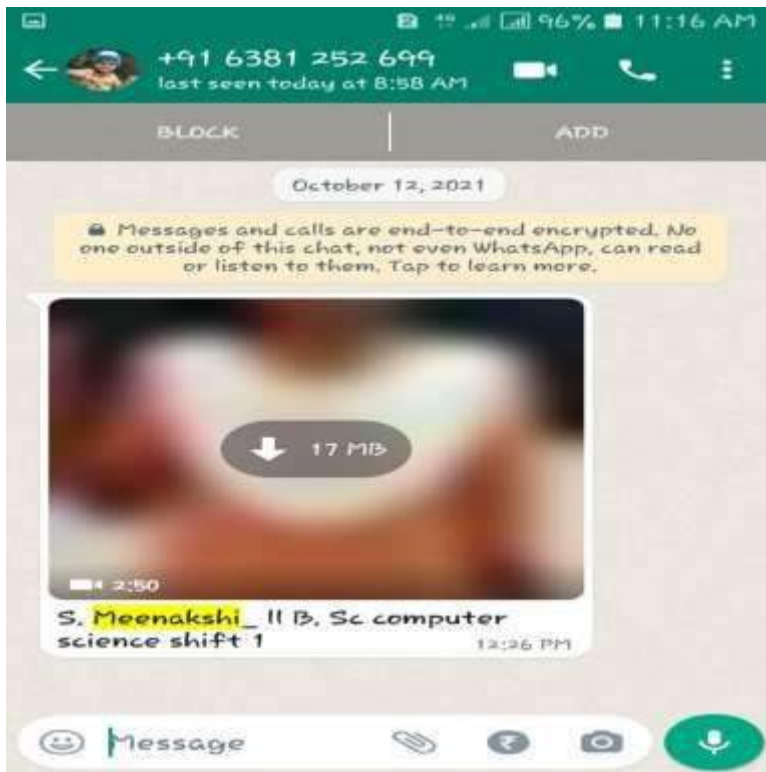 4G 96% 11:16 AM
+91 6381 252 699
last seen today at 8:58 AM
BLOCK ADD
October 12, 2021
Messages and calls are end-to-end encrypted. No
one outside of this chat, not even WhatsApp, can read
or listen to them. Tap to learn more.
17 MB
2:50
S. Meenakshi_ II B. Sc computer
science shift 1
12:26 PM
Message